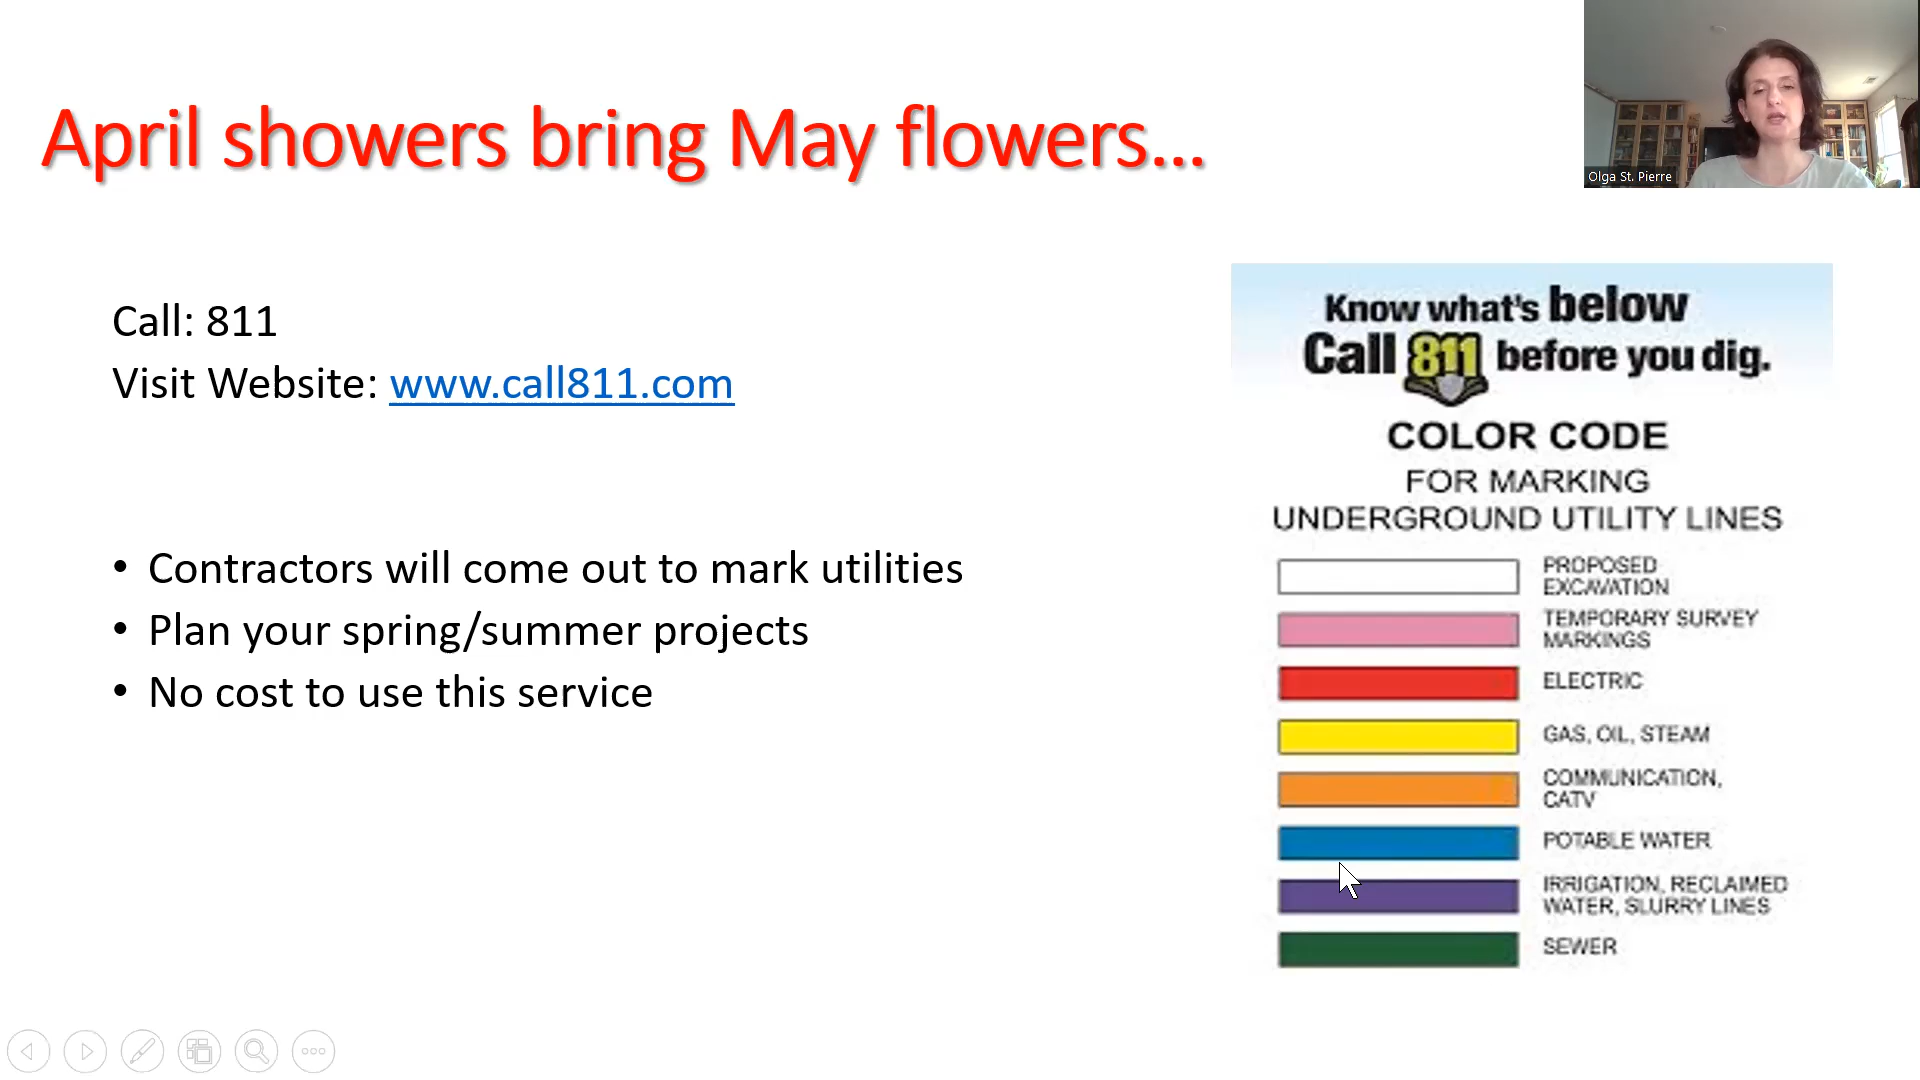 April showers bring May flowers...
Olga St. Pierre
Call: 811
Visit Website: www.call811.com
• Contractors will come out to mark utilities
• Plan your spring/summer projects
• No cost to use this service
Know what's below
Call 811 before you dig.
COLOR CODE
FOR MARKING
UNDERGROUND UTILITY LINES
PROPOSED
EXCAVATION
TEMPORARY SURVEY
MARKINGS
ELECTRIC
GAS, OIL, STEAM
COMMUNICATION,
CATV
POTABLE WATER
IRRIGATION, RECLAIMED
WATER, SLURRY LINES
SEWER